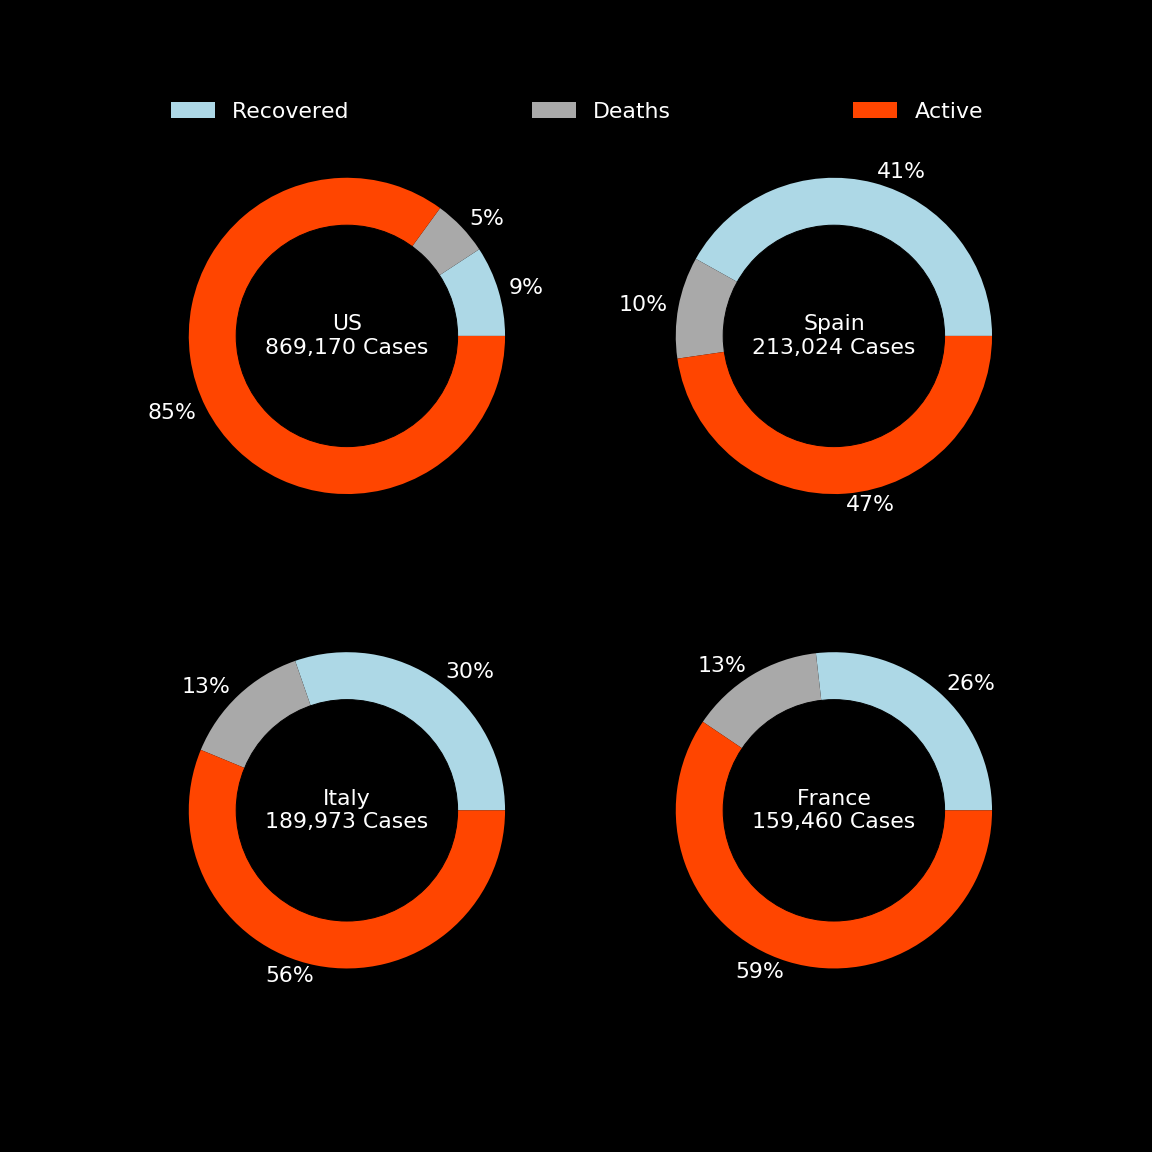 Recovered
Deaths
Active
5%
9%
US
869,170 Cases
85%
41%
10%
Spain
213,024 Cases
47%
13%
30%
Italy
189,973 Cases
56%
13%
26%
France
159,460 Cases
59%